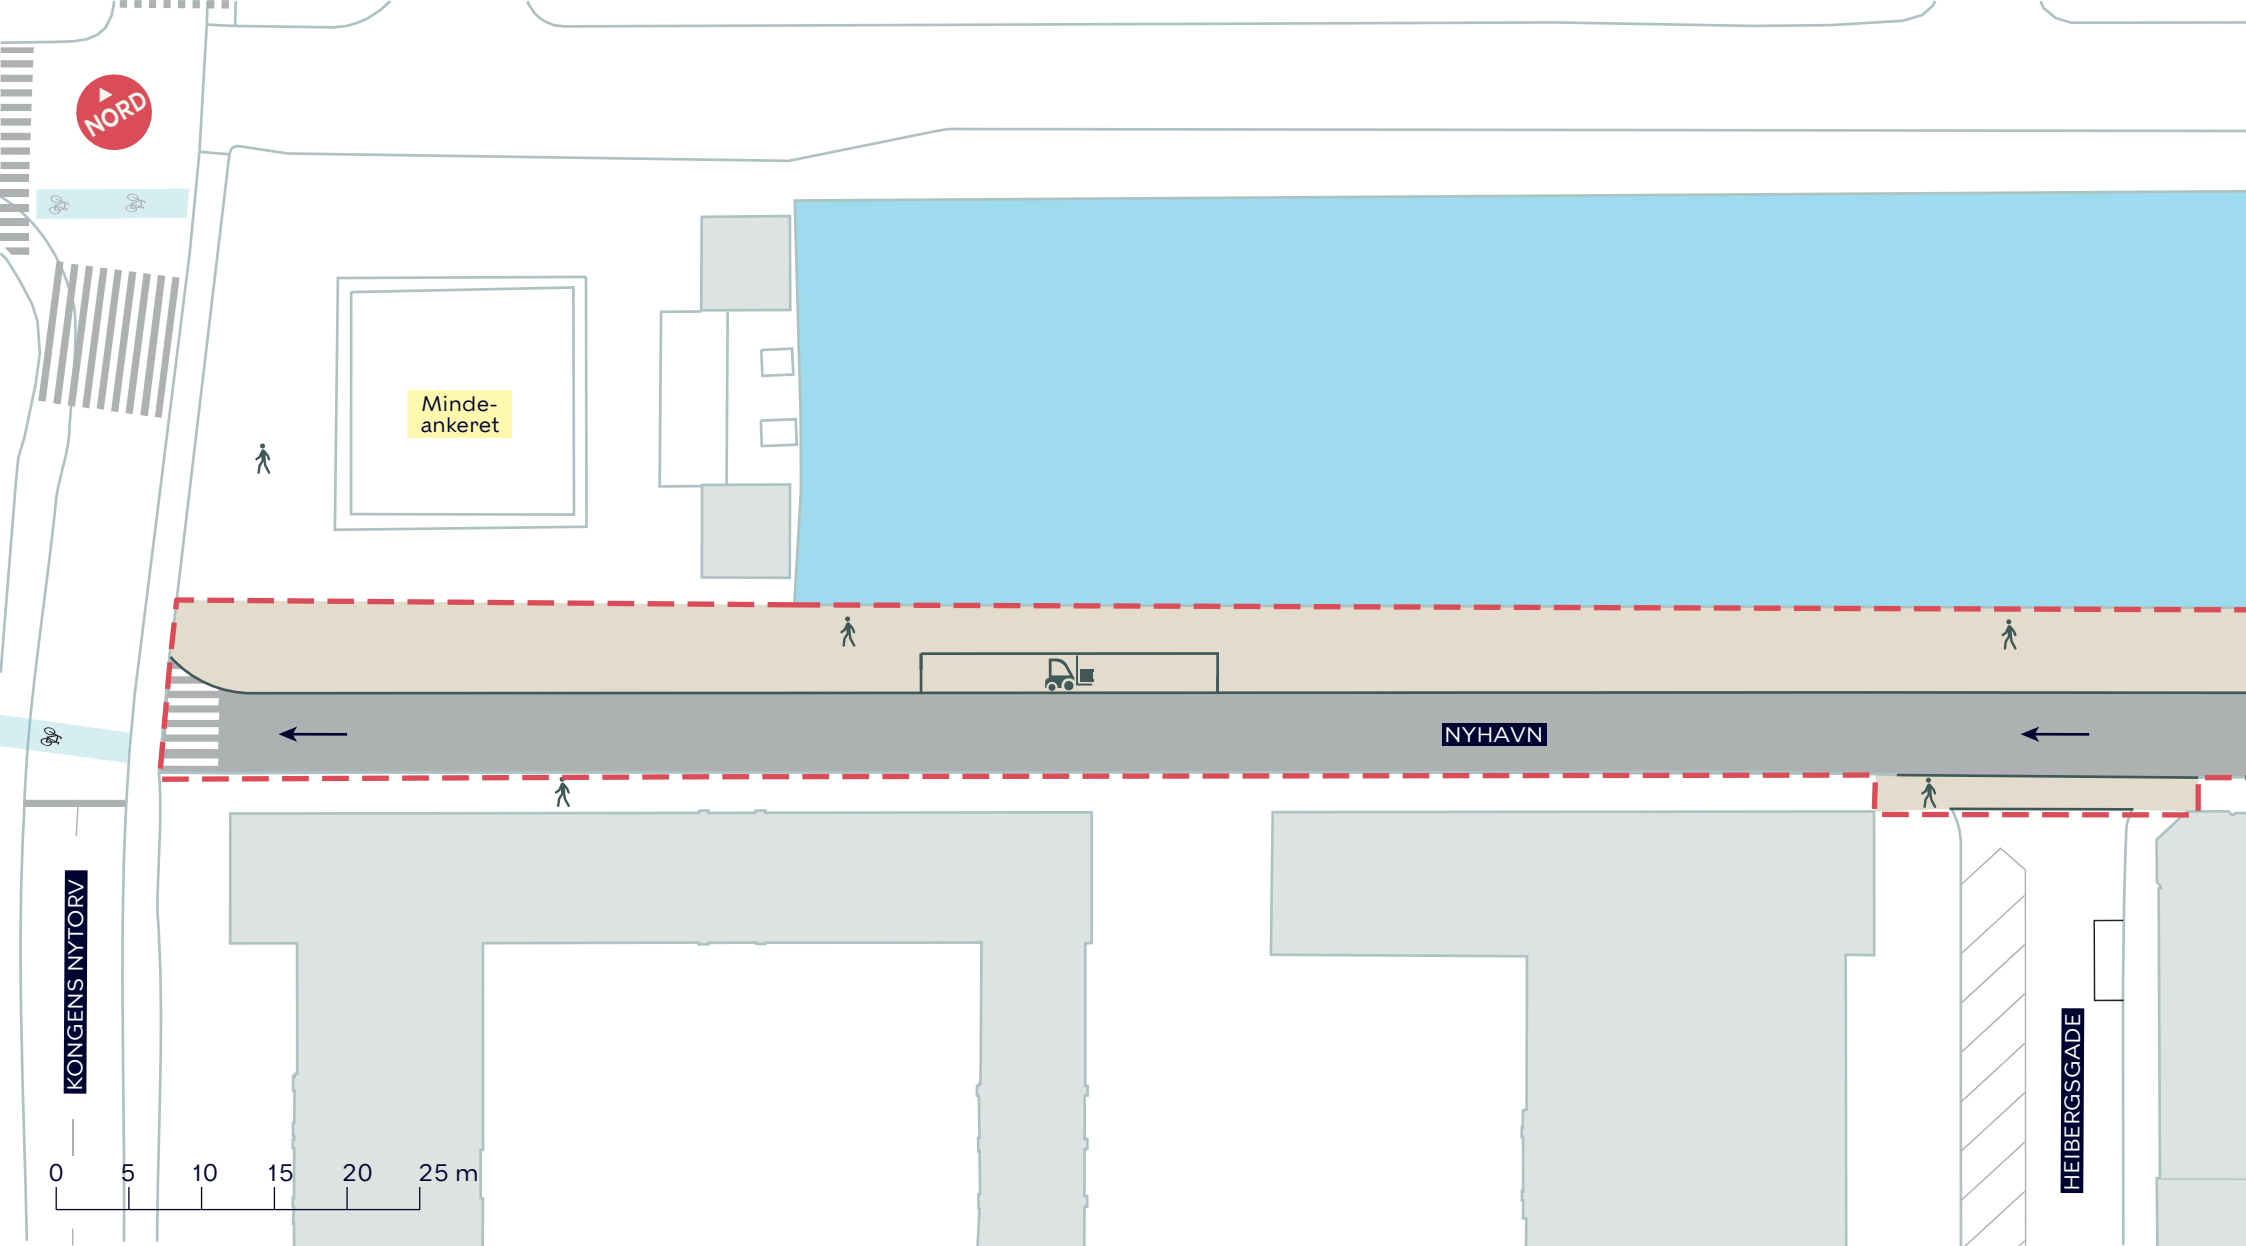 NORD
Minde-
ankeret
NYHAVN
KONGENS NYTORV
HEIBERGSGADE
0 5 10 15 20 25 m